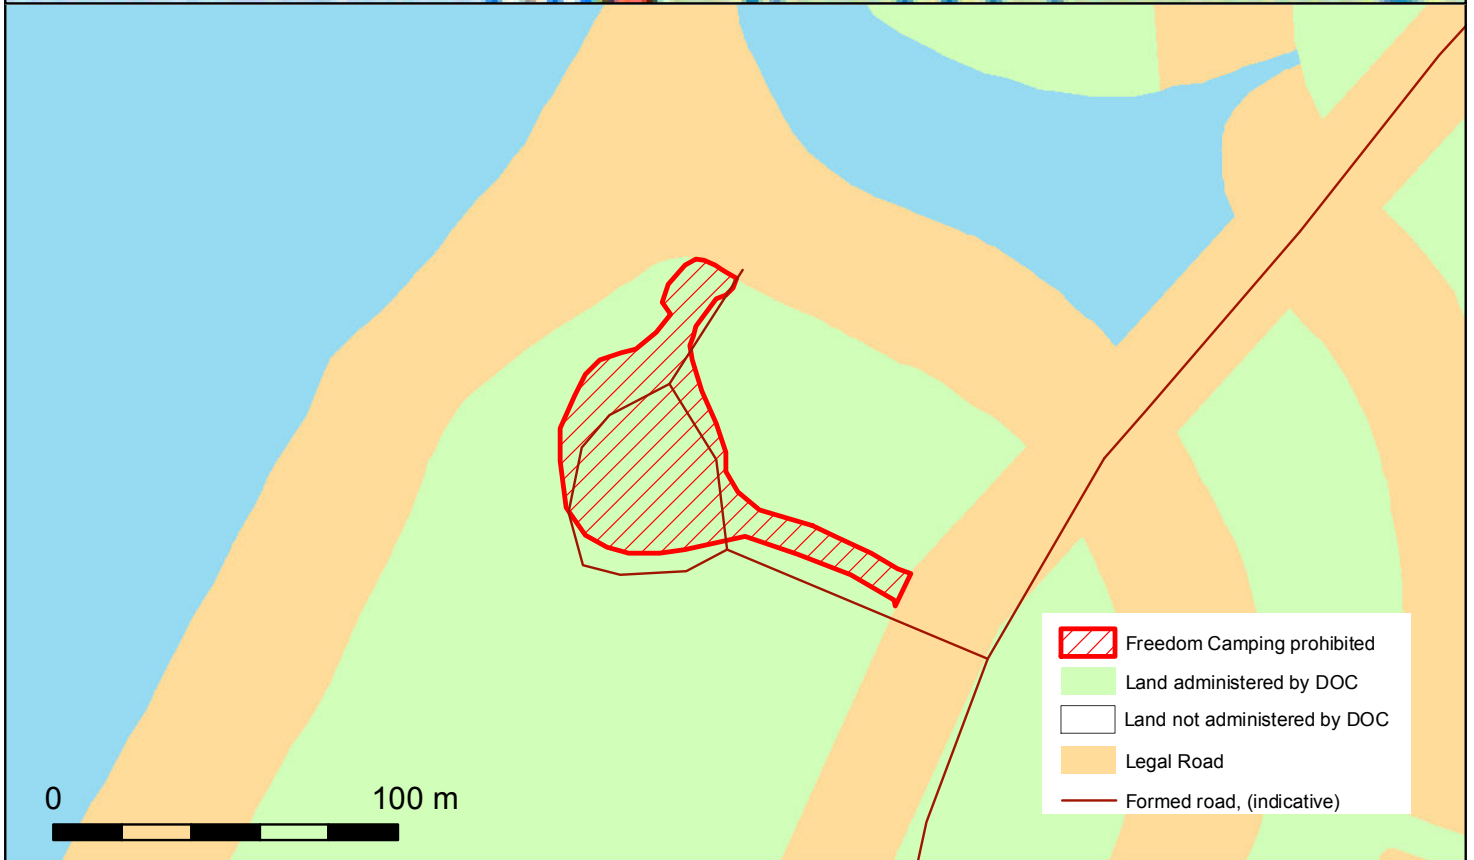 Freedom Camping prohibited
Land administered by DOC
Land not administered by DOC
Legal Road
Formed road, (indicative)
0 100 m